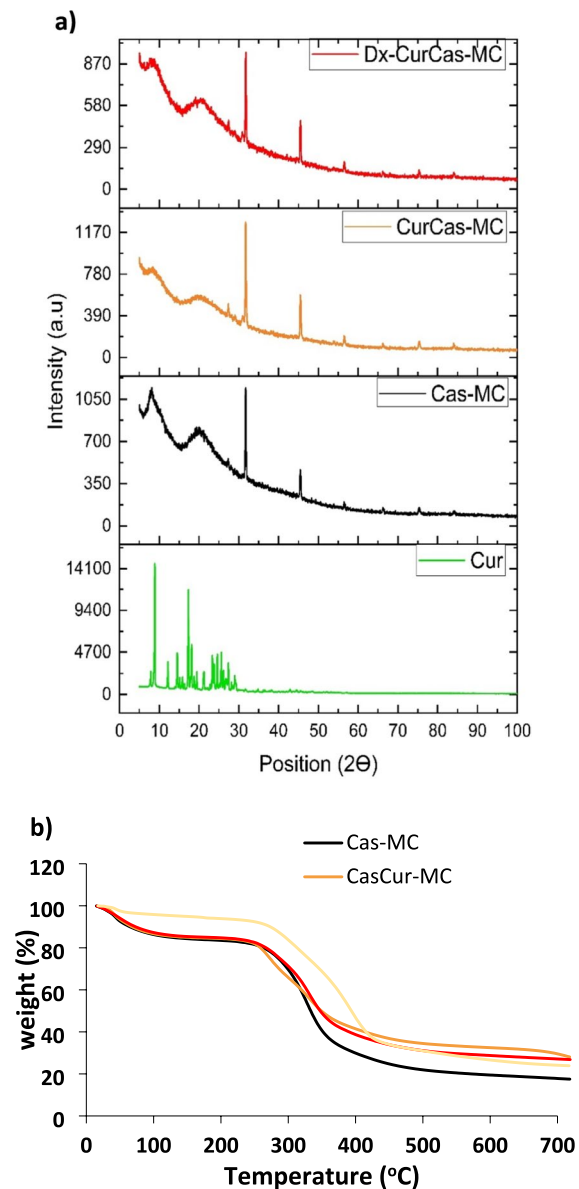 a)
Dx-CurCas-MC
870
580
290
0
CurCas-MC
1170
780
390
0
Cas-MC
1050
700
350
0
Cur
14100
9400
4700
0
Intensity (a.u)
0 10 20 30 40 50 60 70 80 90 100
Position (2Ɵ)
b)
Cas-MC
CasCur-MC
120
100
80
60
40
20
0
weight (%)
0 100 200 300 400 500 600 700
Temperature (ºC)